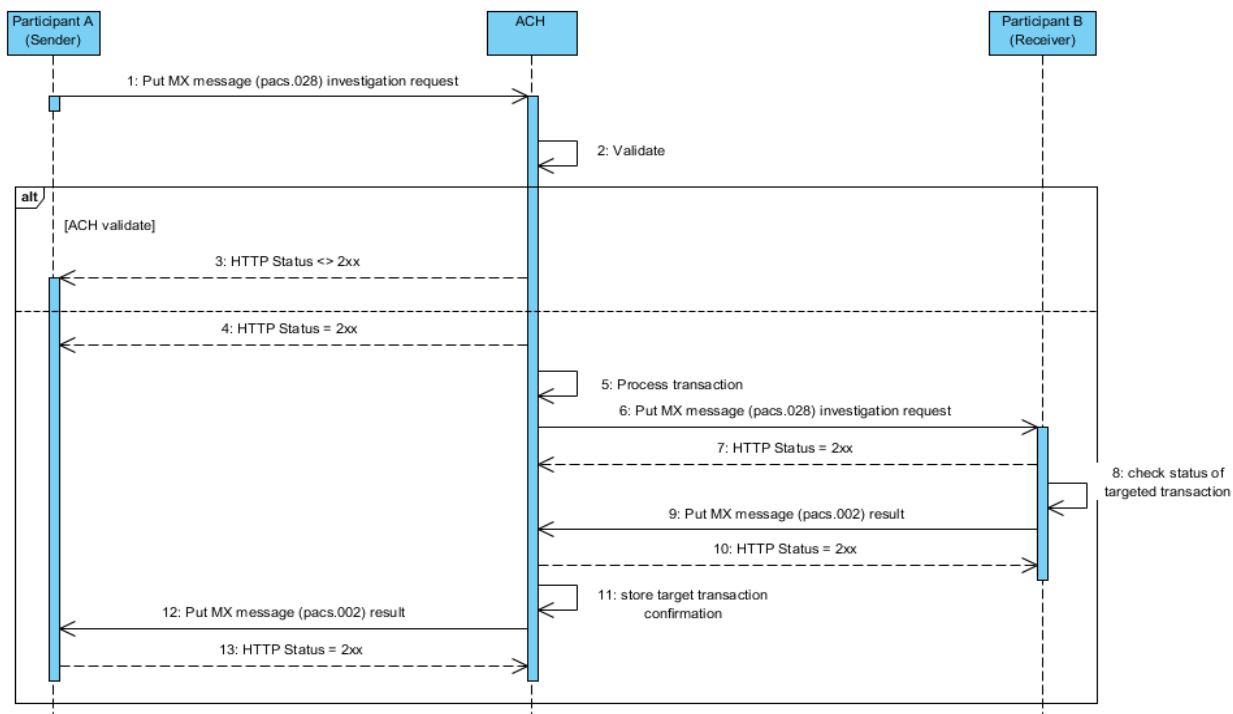 Participant A
(Sender)
ACH
Participant B
(Receiver)
1: Put MX message (pacs.028) investigation request
2: Validate
alt
[ACH validate]
3: HTTP Status <> 2xx
4: HTTP Status = 2xx
5: Process transaction
6: Put MX message (pacs.028) investigation request
7: HTTP Status = 2xx
8: check status of
targeted transaction
9: Put MX message (pacs.002) result
10: HTTP Status = 2xx
11: store target transaction
confirmation
12: Put MX message (pacs.002) result
13: HTTP Status = 2xx